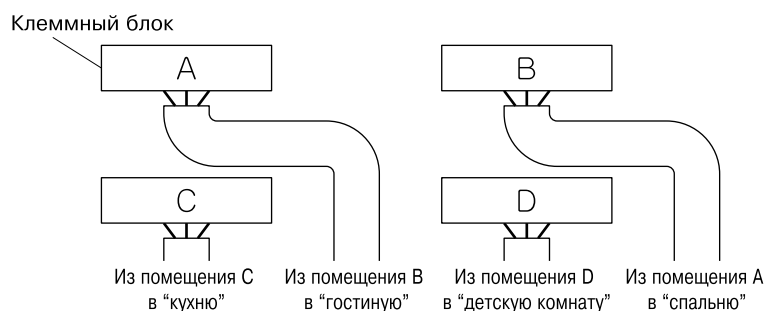 Клеммный блок
A
B
C
D
Из помещения C
в “кухню”
Из помещения B
в “гостиную”
Из помещения D
в “детскую комнату”
Из помещения A
в “спальню”